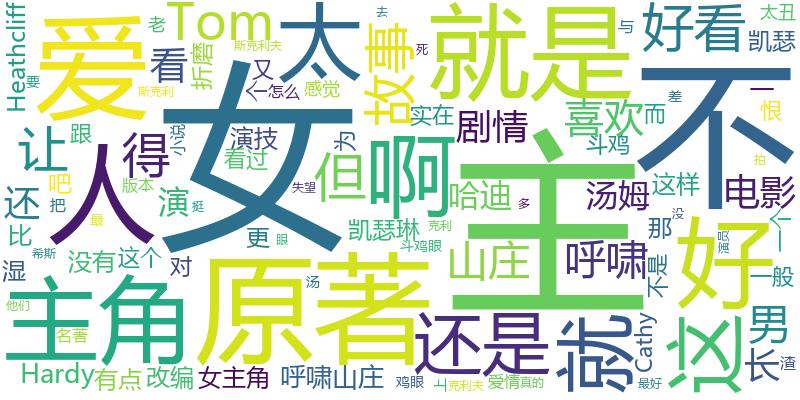 Heathcliff
爱
老
Tom
斯克利夫
去
太
就是
好看
太丑
凯瑟
要
看
折磨
又
故事
死
与
不
一
斯克利
怎么
感觉
差
恨
让
跟
人
得
小说
演技
为
女
实在
剧情
喜欢
而
斗鸡
拍
吧
看过
但
啊
主
汤姆
这样
电影
还
把
版本
演
失望
哈迪
多
没
比
最
挺
凯瑟琳
克利
那
湿
希斯
没有
这个
对
更
眼
斗鸡眼
山庄
呼啸
不是
演员
好
一般
他们
主角
原著
汤
还是
就
这
男
名著
Cathy
长
渣
Hardy
有点
改编
女主角
呼啸山庄
鸡眼
克利夫
爱情
真的
最好